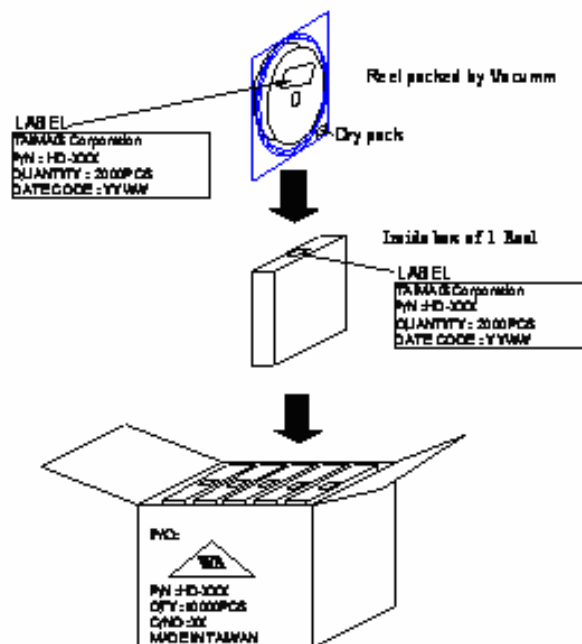 Reel packed by Vacumm
LABEL
TAIMAG Corporation
P/N : HD-XXX
QUANTITY : 2000PCS
DATE CODE : YYWW
Dry pack
Inside box of 1 Reel
LABEL
TAIMAG Corporation
P/N :HD-XXX
QUANTITY : 2000PCS
DATE CODE : YYWW
P/O:
P/N :HD-XXX
QTY :10000PCS
C/NO :XX
MADE IN TAIWAN